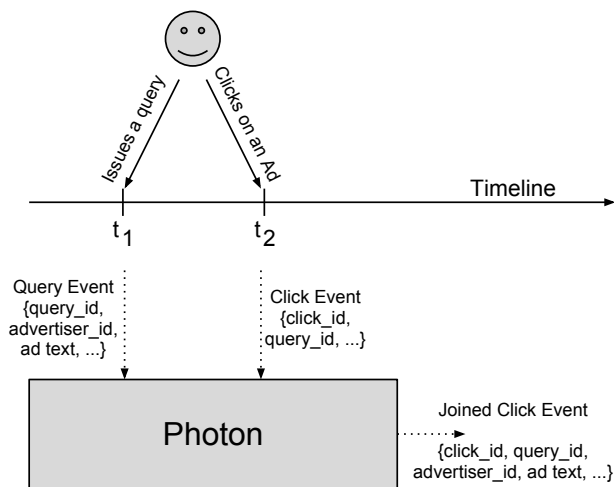 Issues a query
Clicks on an Ad
Timeline
t1
t2
Query Event
{query_id,
advertiser_id,
ad text, ...}
Click Event
{click_id,
query_id, ...}
Photon
Joined Click Event
{click_id, query_id,
advertiser_id, ad text, ...}